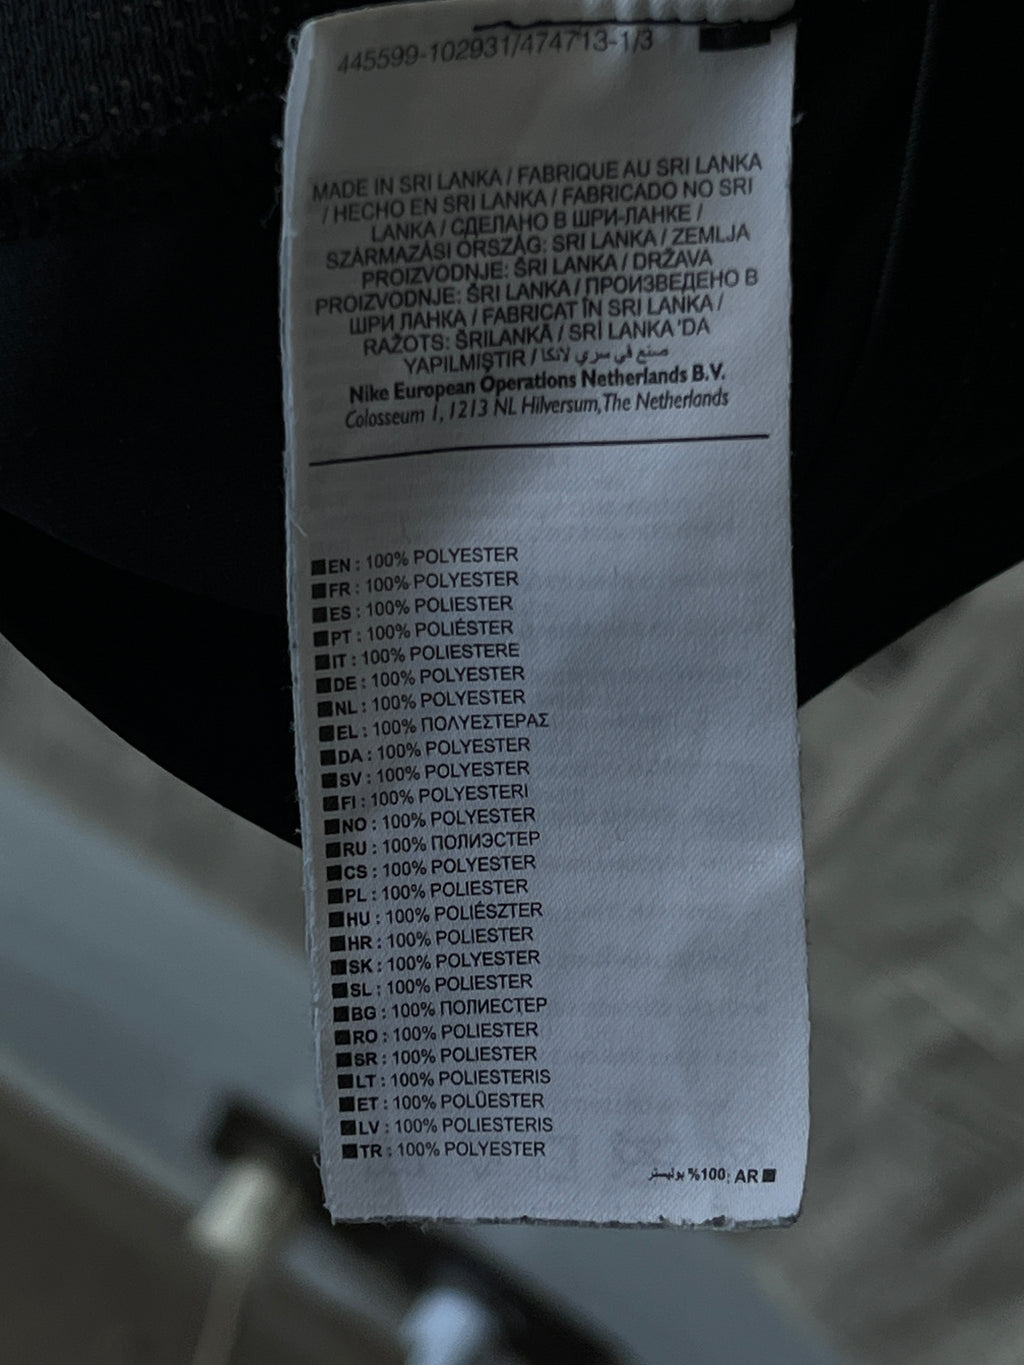 445599-102931/474713-1/3
MADE IN SRI LANKA / FABRIQUE AU SRI LANKA
/ HECHO EN SRI LANKA / FABRICADO NO SRI
LANKA / СДЕЛАНО В ШРИ-ЛАНКЕ /
SZÁRMAZÁSI ORSZÁG: SRI LANKA / ZEMLJA
PROIZVODNJE: ŠRI LANKA / DRŽAVA
PROIZVODNJE: ŠRI LANKA / ПРОИЗВЕДЕНО В
ШРИ ЛАНКА / FABRICAT ÎN SRI LANKA /
RAŽOTS: ŠRILANKĀ / SRİ LANKA'DA
YAPILMIŞTIR / صنع في سري لانكا
Nike European Operations Netherlands B.V.
Colosseum 1, 1213 NL Hilversum, The Netherlands
EN : 100% POLYESTER
FR : 100% POLYESTER
ES : 100% POLIESTER
PT : 100% POLIÉSTER
IT : 100% POLIESTERE
DE : 100% POLYESTER
NL : 100% POLYESTER
EL : 100% ΠΟΛΥΕΣΤΕΡΑΣ
DA : 100% POLYESTER
SV : 100% POLYESTER
FI : 100% POLYESTERI
NO : 100% POLYESTER
RU : 100% ПОЛИЭСТЕР
CS : 100% POLYESTER
PL : 100% POLIESTER
HU : 100% POLIÉSZTER
HR : 100% POLIESTER
SK : 100% POLYESTER
SL : 100% POLIESTER
BG : 100% ПОЛИЕСТЕР
RO : 100% POLIESTER
SR : 100% POLIESTER
LT : 100% POLIESTERIS
ET : 100% POLÜESTER
LV : 100% POLIESTERIS
TR : 100% POLYESTER
AR :100% بوليستر